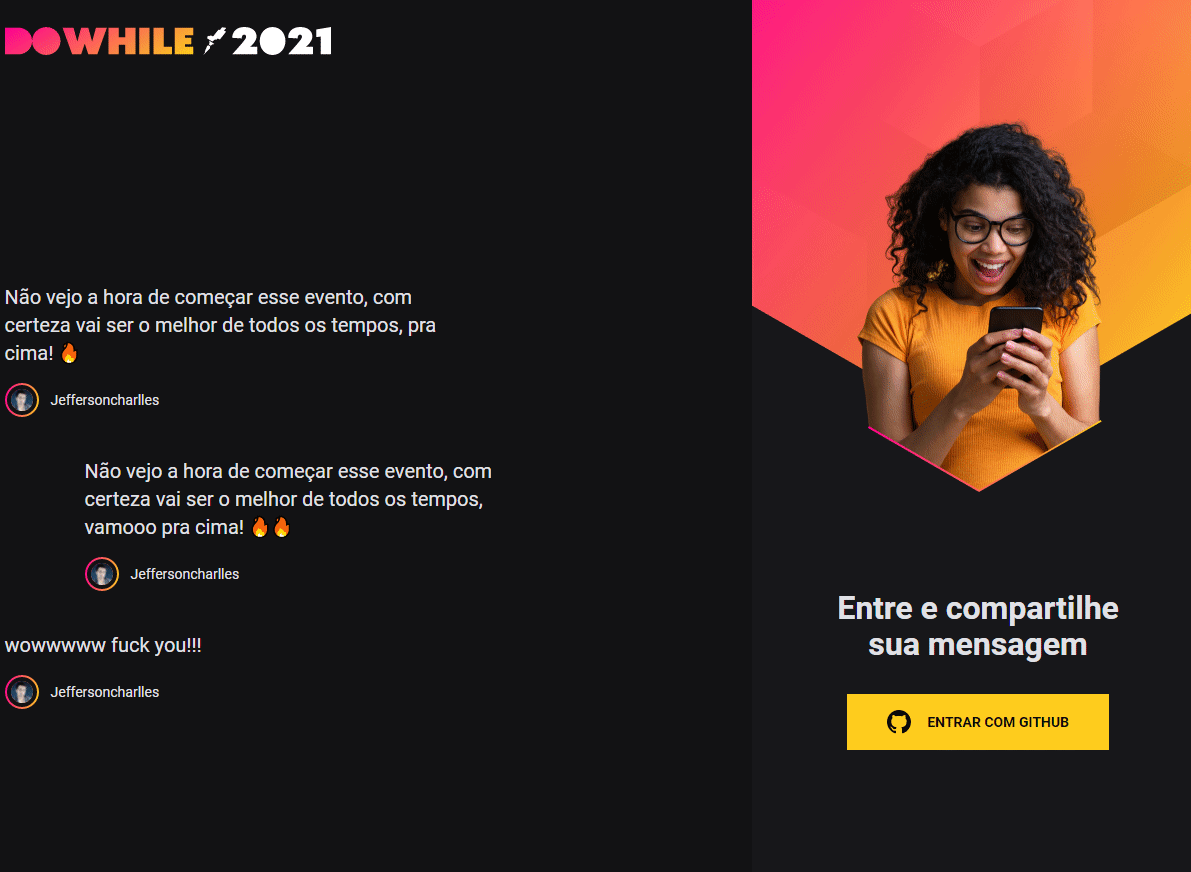 DOWHILE 2021
Não vejo a hora de começar esse evento, com
certeza vai ser o melhor de todos os tempos, pra
cima! 🔥
Jeffersoncharlles
Não vejo a hora de começar esse evento, com
certeza vai ser o melhor de todos os tempos,
vamooo pra cima! 🔥🔥
Jeffersoncharlles
wowwwww fuck you!!!
Jeffersoncharlles
Entre e compartilhe
sua mensagem
ENTRAR COM GITHUB